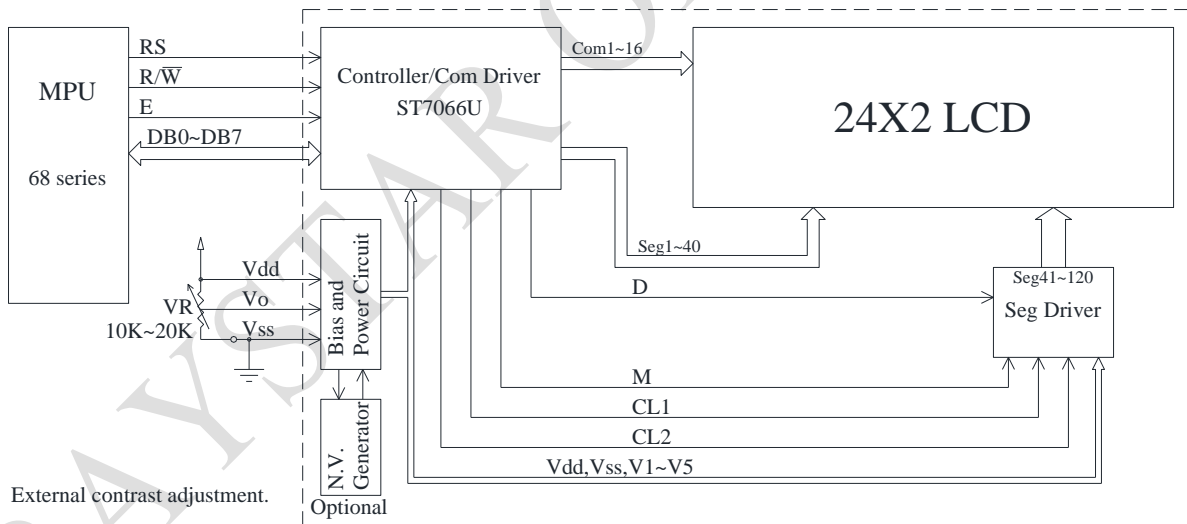 RS
R/W̅
E
DB0~DB7
MPU
68 series
Controller/Com Driver
ST7066U
Com1~16
24X2 LCD
Seg1~40
Seg41~120
Seg Driver
D
M
CL1
CL2
Vdd,Vss,V1~V5
Vdd
Vo
Vss
VR
10K~20K
Bias and
Power Circuit
N.V.
Generator
Optional
External contrast adjustment.